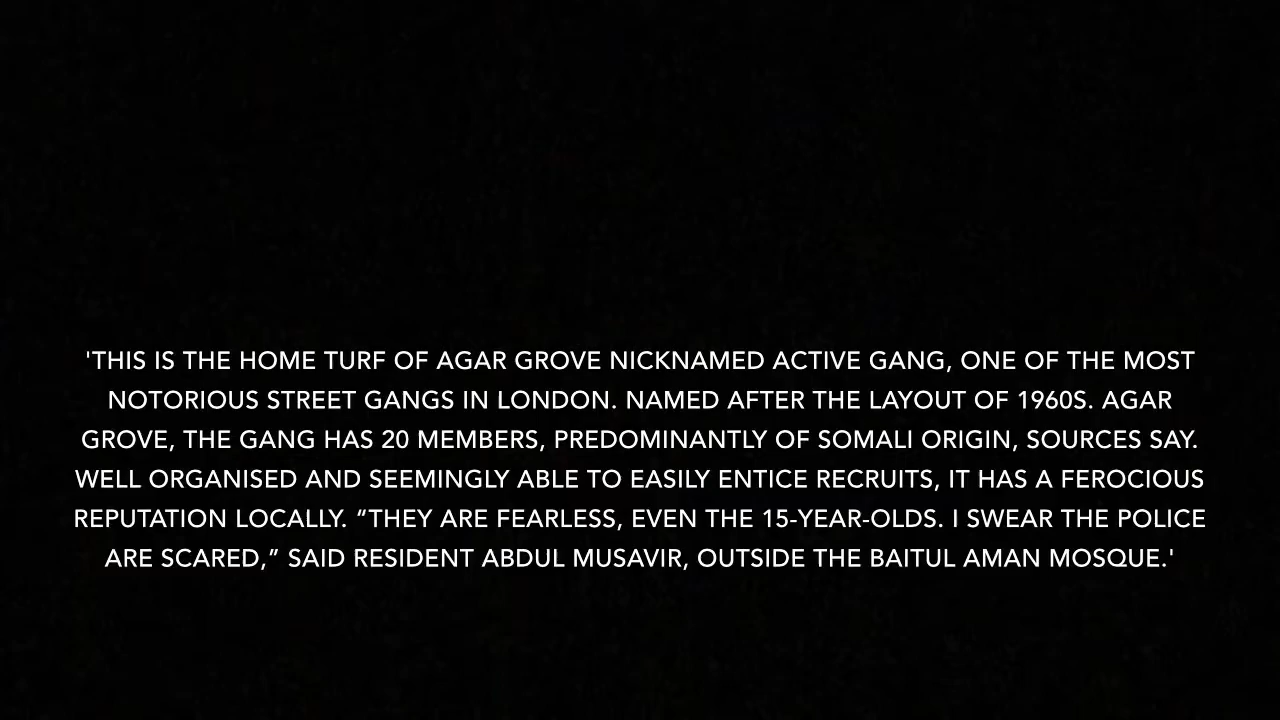 'THIS IS THE HOME TURF OF AGAR GROVE NICKNAMED ACTIVE GANG, ONE OF THE MOST
NOTORIOUS STREET GANGS IN LONDON. NAMED AFTER THE LAYOUT OF 1960S. AGAR
GROVE, THE GANG HAS 20 MEMBERS, PREDOMINANTLY OF SOMALI ORIGIN, SOURCES SAY.
WELL ORGANISED AND SEEMINGLY ABLE TO EASILY ENTICE RECRUITS, IT HAS A FEROCIOUS
REPUTATION LOCALLY. “THEY ARE FEARLESS, EVEN THE 15-YEAR-OLDS. I SWEAR THE POLICE
ARE SCARED,” SAID RESIDENT ABDUL MUSAVIR, OUTSIDE THE BAITUL AMAN MOSQUE.'